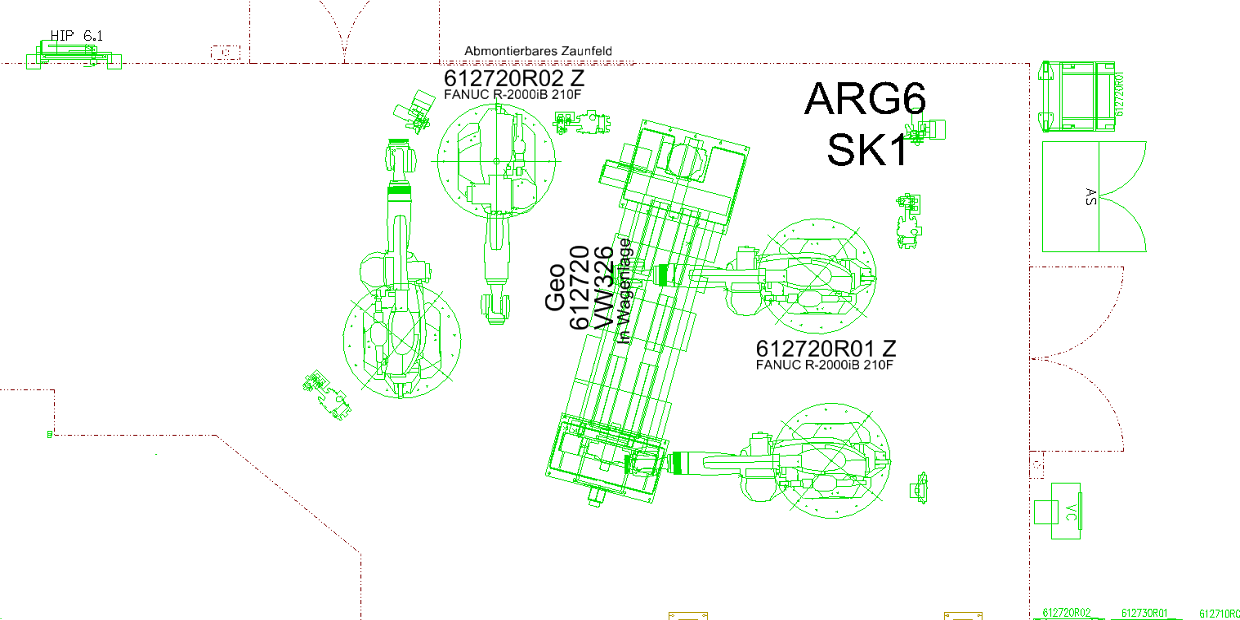 HIP 6.1
Abmontierbares Zaunfeld
612720R02 Z
FANUC R-2000iB 210F
ARG6
SK1
612720R01
AS
Geo
612720
VW326
In Wagenlage
612720R01 Z
FANUC R-2000iB 210F
VC
612720R02
612730R01